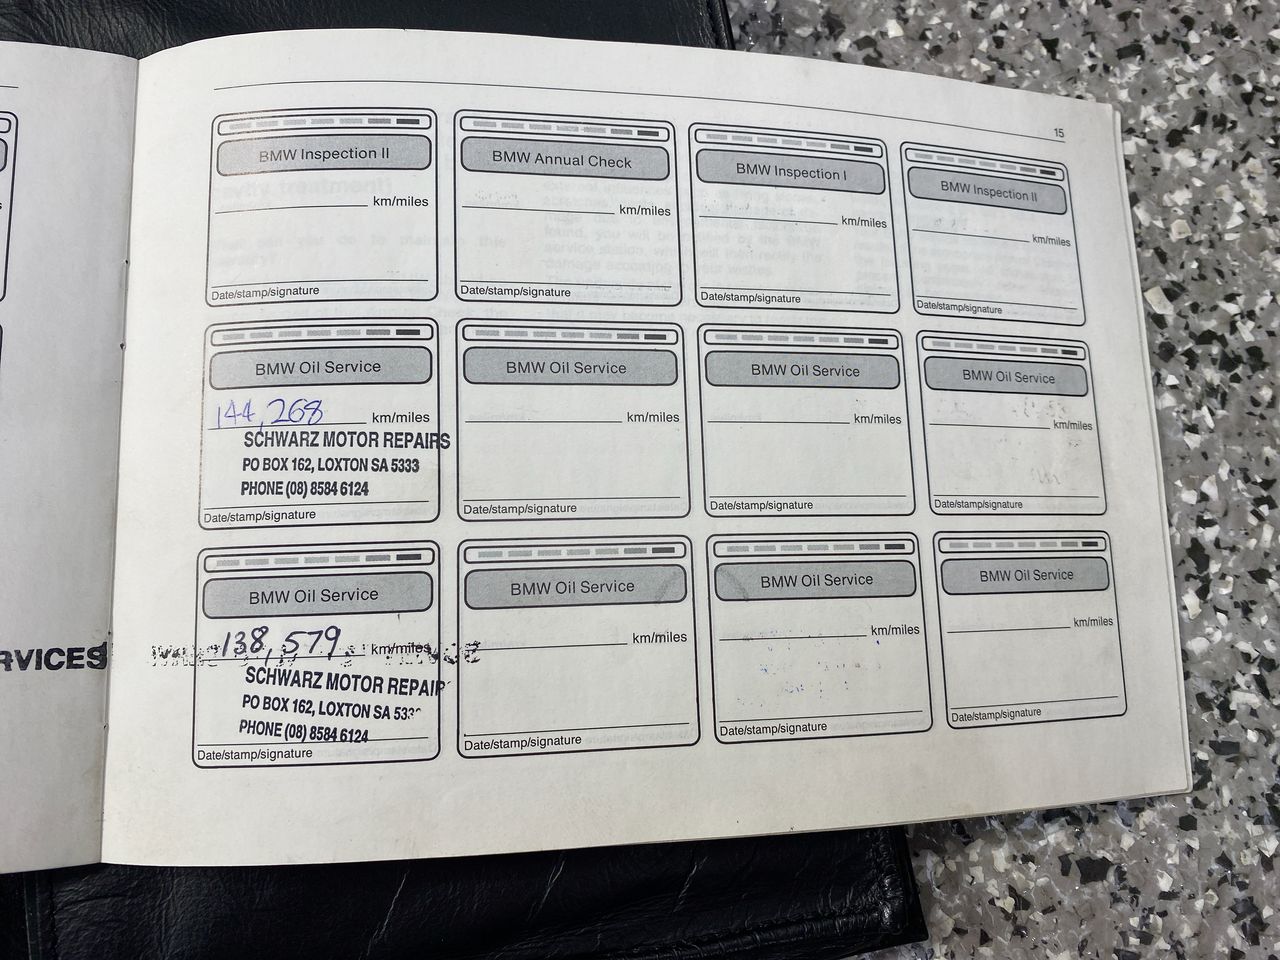 15
BMW Inspection II
km/miles
Date/stamp/signature
BMW Annual Check
km/miles
Date/stamp/signature
BMW Inspection I
km/miles
Date/stamp/signature
BMW Inspection II
km/miles
Date/stamp/signature
BMW Oil Service
144,268 km/miles
SCHWARZ MOTOR REPAIRS
PO BOX 162, LOXTON SA 5333
PHONE (08) 8584 6124
Date/stamp/signature
BMW Oil Service
km/miles
Date/stamp/signature
BMW Oil Service
km/miles
Date/stamp/signature
BMW Oil Service
km/miles
Date/stamp/signature
RVICES
BMW Oil Service
138,579 km/miles
SCHWARZ MOTOR REPAIR
PO BOX 162, LOXTON SA 533
PHONE (08) 8584 6124
Date/stamp/signature
BMW Oil Service
km/miles
Date/stamp/signature
BMW Oil Service
km/miles
Date/stamp/signature
BMW Oil Service
km/miles
Date/stamp/signature